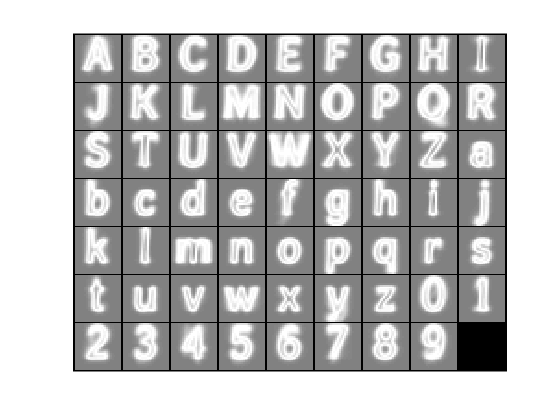 A B C D E F G H I
J K L M N O P Q R
S T U V W X Y Z a
b c d e f g h i j
k l m n o p q r s
t u v w x y z 0 1
2 3 4 5 6 7 8 9